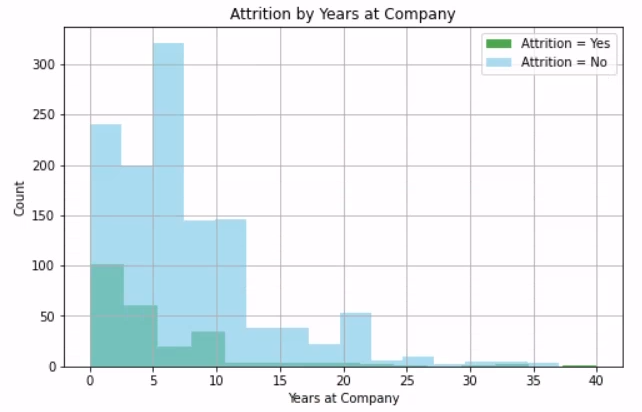 Attrition by Years at Company
Attrition = Yes
Attrition = No
300
250
200
150
100
50
0
Count
0 5 10 15 20 25 30 35 40
Years at Company